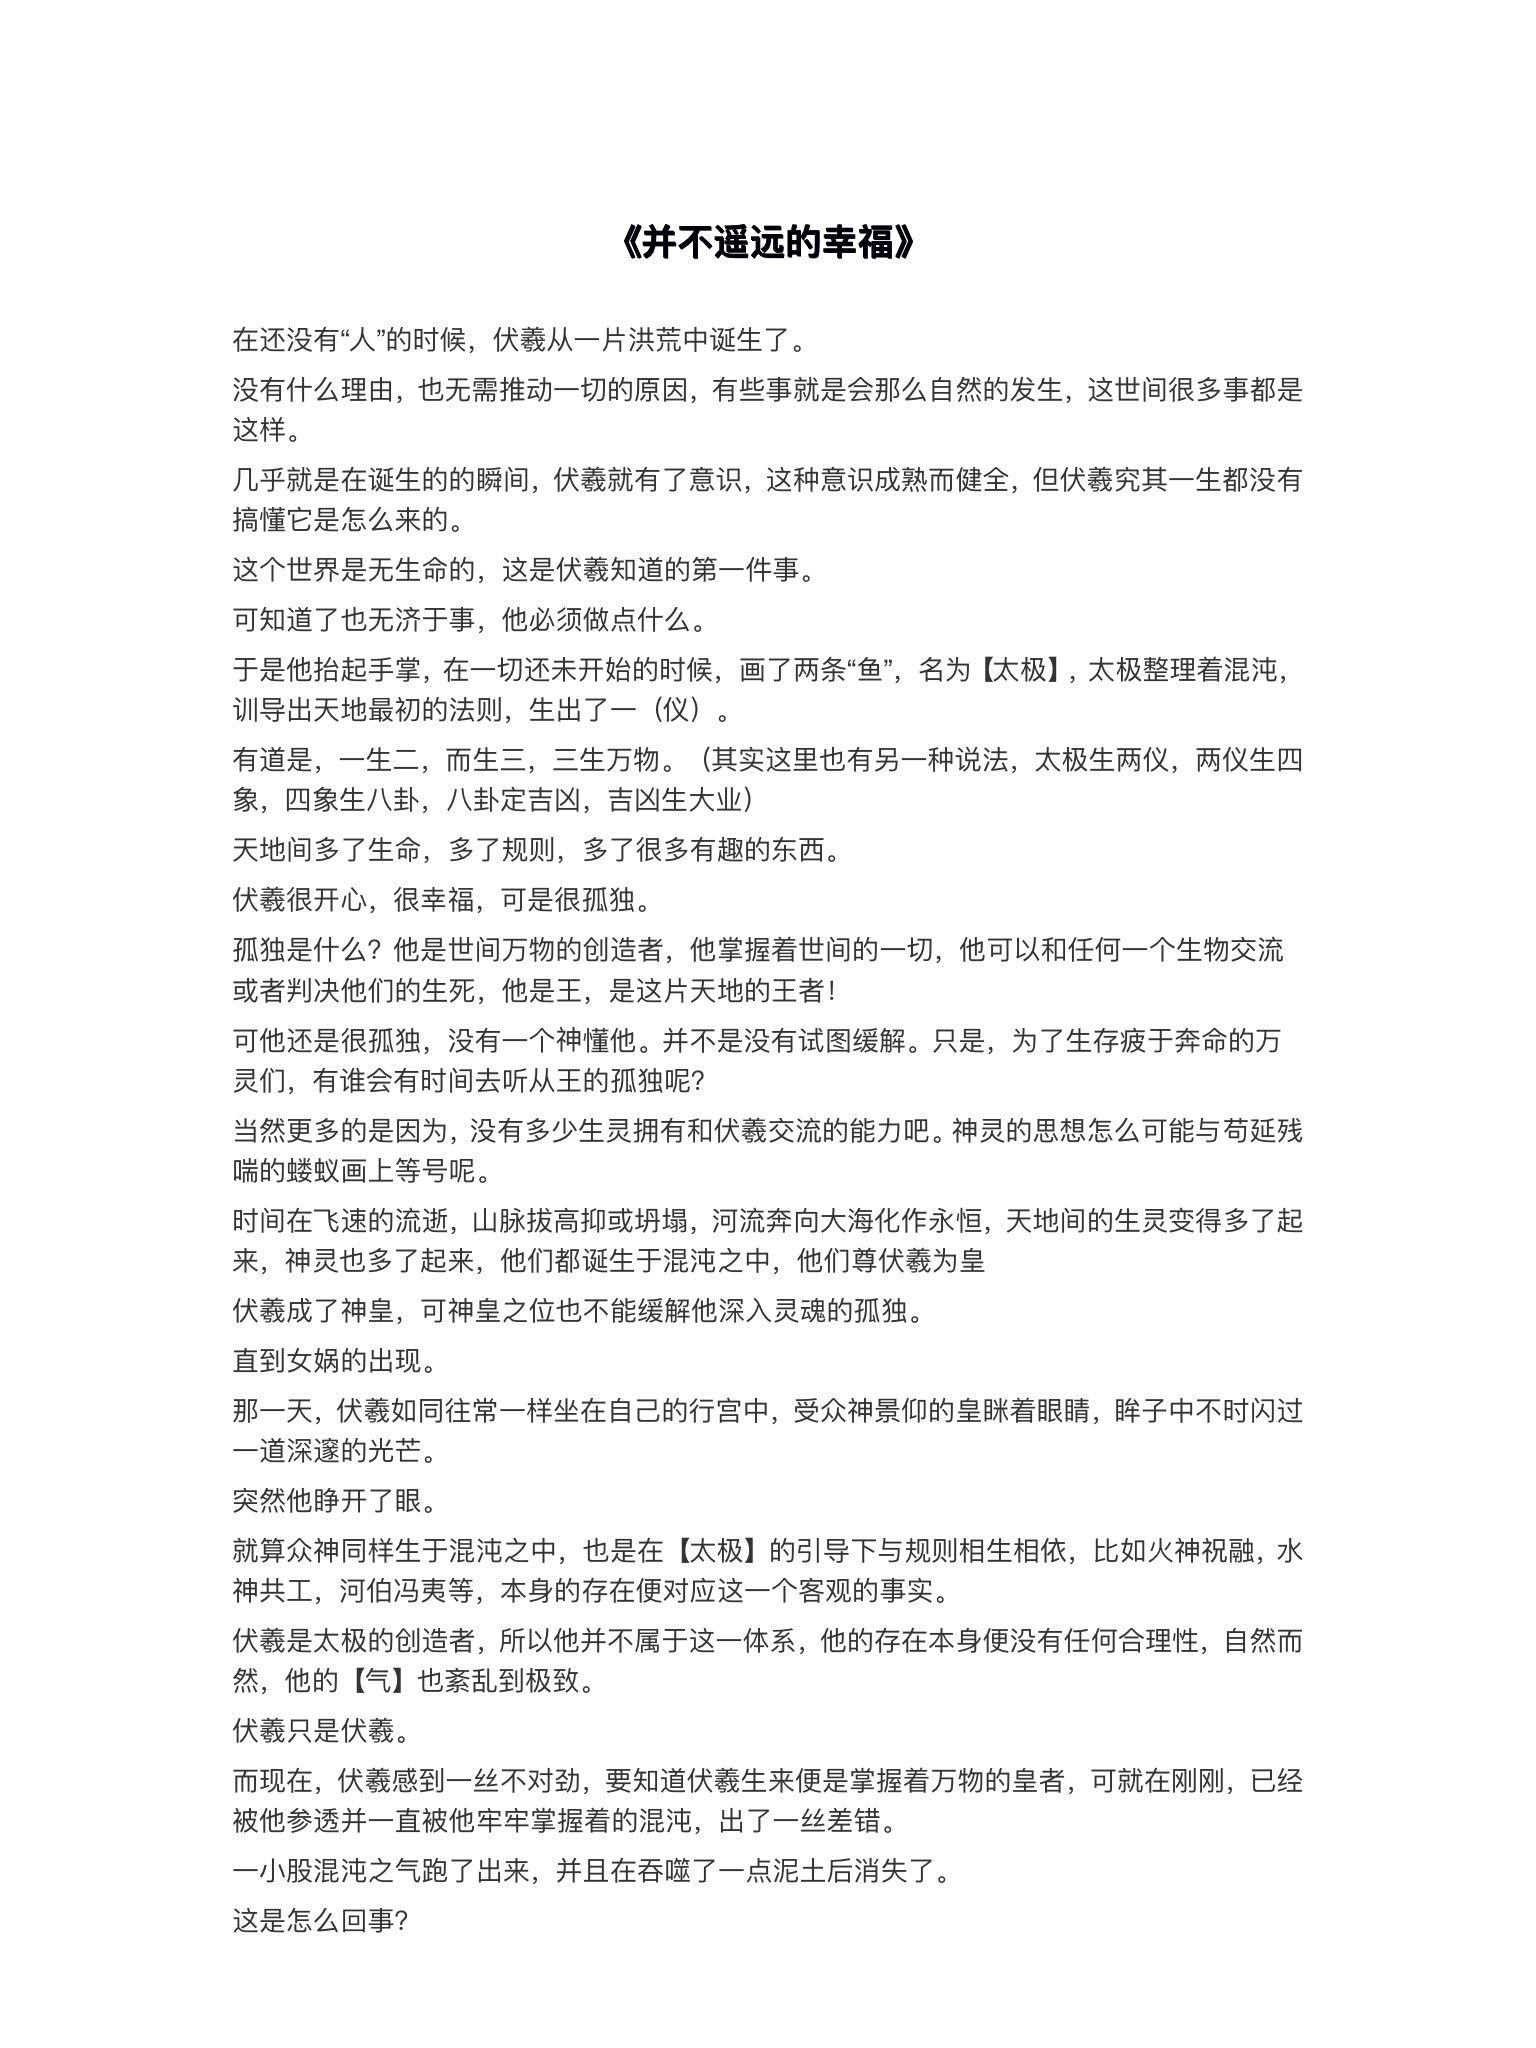 《并不遥远的幸福》
在还没有“人”的时候，伏羲从一片洪荒中诞生了。
没有什么理由，也无需推动一切的原因，有些事就是会那么自然的发生，这世间很多事都是
这样。
几乎就是在诞生的的瞬间，伏羲就有了意识，这种意识成熟而健全，但伏羲究其一生都没有
搞懂它是怎么来的。
这个世界是无生命的，这是伏羲知道的第一件事。
可知道了也无济于事，他必须做点什么。
于是他抬起手掌，在一切还未开始的时候，画了两条“鱼”，名为【太极】，太极整理着混沌，
训导出天地最初的法则，生出了一（仪）。
有道是，一生二，而生三，三生万物。（其实这里也有另一种说法，太极生两仪，两仪生四
象，四象生八卦，八卦定吉凶，吉凶生大业）
天地间多了生命，多了规则，多了很多有趣的东西。
伏羲很开心，很幸福，可是很孤独。
孤独是什么？他是世间万物的创造者，他掌握着世间的一切，他可以和任何一个生物交流
或者判决他们的生死，他是王，是这片天地的王者！
可他还是很孤独，没有一个神懂他。并不是没有试图缓解。只是，为了生存疲于奔命的万
灵们，有谁会有时间去听从王的孤独呢？
当然更多的是因为，没有多少生灵拥有和伏羲交流的能力吧。神灵的思想怎么可能与苟延残
喘的蝼蚁画上等号呢。
时间在飞速的流逝，山脉拔高抑或坍塌，河流奔向大海化作永恒，天地间的生灵变得多了起
来，神灵也多了起来，他们都诞生于混沌之中，他们尊伏羲为皇
伏羲成了神皇，可神皇之位也不能缓解他深入灵魂的孤独。
直到女娲的出现。
那一天，伏羲如同往常一样坐在自己的行宫中，受众神景仰的皇眯着眼睛，眸子中不时闪过
一道深邃的光芒。
突然他睁开了眼。
就算众神同样生于混沌之中，也是在【太极】的引导下与规则相生相依，比如火神祝融，水
神共工，河伯冯夷等，本身的存在便对应这一个客观的事实。
伏羲是太极的创造者，所以他并不属于这一体系，他的存在本身便没有任何合理性，自然而
然，他的【气】也紊乱到极致。
伏羲只是伏羲。
而现在，伏羲感到一丝不对劲，要知道伏羲生来便是掌握着万物的皇者，可就在刚刚，已经
被他参透并一直被他牢牢掌握着的混沌，出了一丝差错。
一小股混沌之气跑了出来，并且在吞噬了一点泥土后消失了。
这是怎么回事？